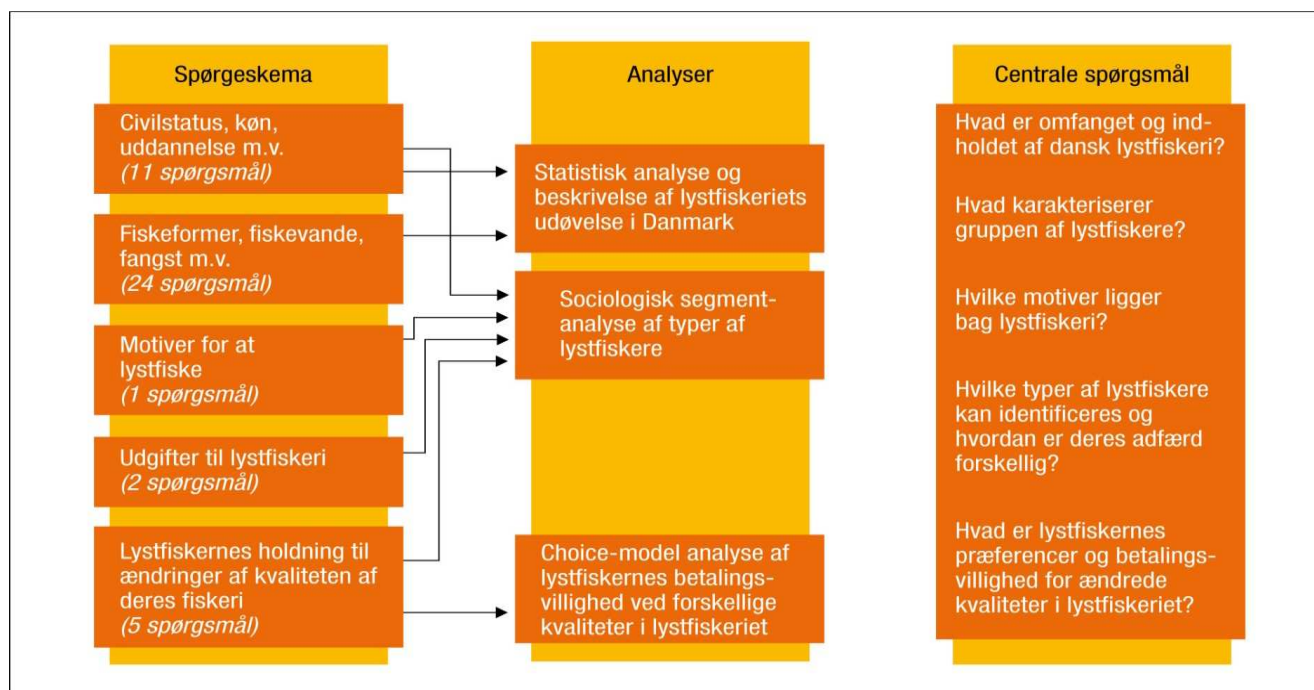 Spørgeskema
Civilstatus, køn,
uddannelse m.v.
(11 spørgsmål)
Fiskeformer, fiskevande,
fangst m.v.
(24 spørgsmål)
Motiver for at
lystfiske
(1 spørgsmål)
Udgifter til lystfiskeri
(2 spørgsmål)
Lystfiskernes holdning til
ændringer af kvaliteten af
deres fiskeri
(5 spørgsmål)
Analyser
Statistisk analyse og
beskrivelse af lystfiskeriets
udøvelse i Danmark
Sociologisk segment-
analyse af typer af
lystfiskere
Choice-model analyse af
lystfiskernes betalings-
villighed ved forskellige
kvaliteter i lystfiskeriet
Centrale spørgsmål
Hvad er omfanget og ind-
holdet af dansk lystfiskeri?
Hvad karakteriserer
gruppen af lystfiskere?
Hvilke motiver ligger
bag lystfiskeri?
Hvilke typer af lystfiskere
kan identificeres og
hvordan er deres adfærd
forskellig?
Hvad er lystfiskernes
præferencer og betalings-
villighed for ændrede
kvaliteter i lystfiskeriet?